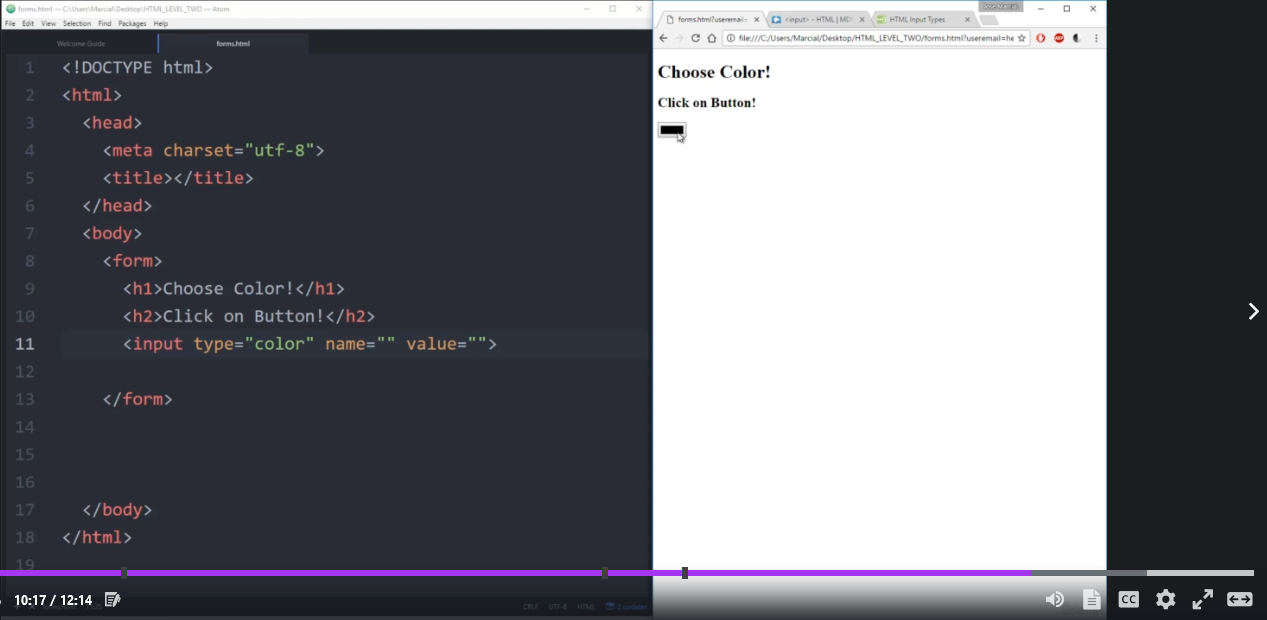 forms.html — C:\Users\Marcial\Desktop\HTML_LEVEL_TWO — Atom
File Edit View Selection Find Packages Help
Welcome Guide
forms.html
1 <!DOCTYPE html>
2 <html>
3 <head>
4 <meta charset="utf-8">
5 <title></title>
6 </head>
7 <body>
8 <form>
9 <h1>Choose Color!</h1>
10 <h2>Click on Button!</h2>
11 <input type="color" name="" value="">
12
13 </form>
14
15
16
17 </body>
18 </html>
19
CRLF UTF-8 HTML 2 updates
forms.html?useremail=
<input> - HTML | MD
HTML Input Types
file:///C:/Users/Marcial/Desktop/HTML_LEVEL_TWO/forms.html?useremail=he
ABP
Choose Color!
Click on Button!
10:17 / 12:14
CC